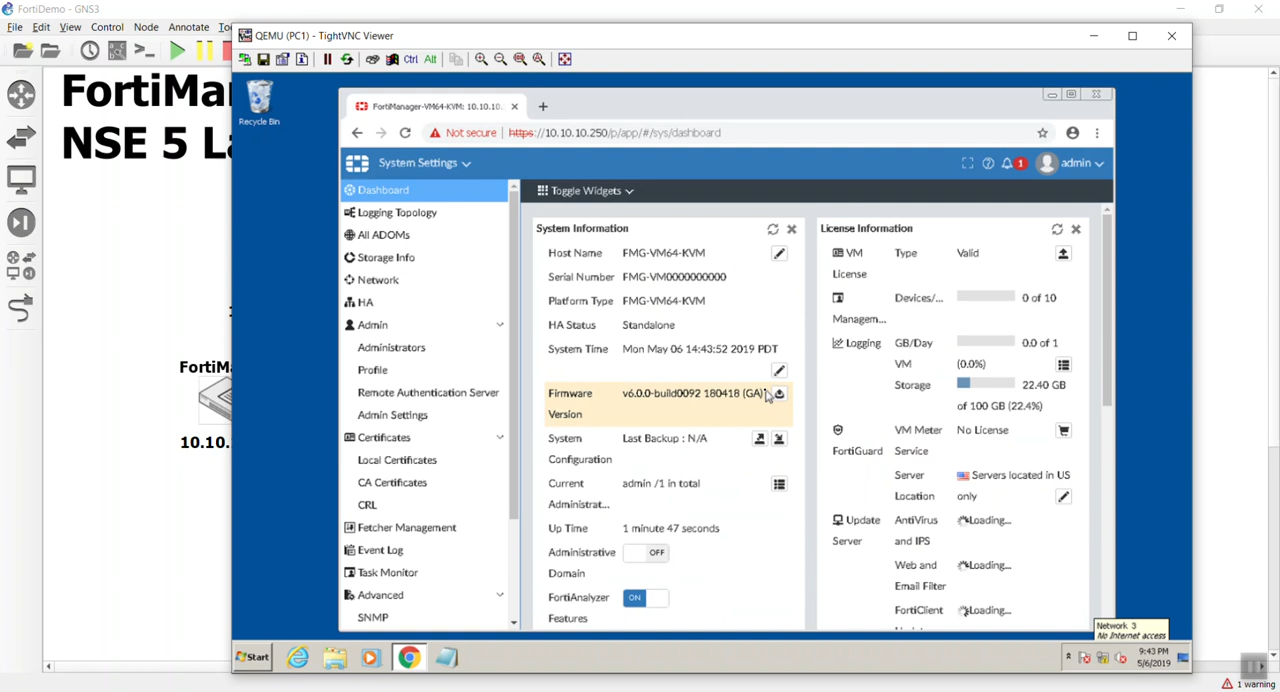 FortiDemo - GNS3
File Edit View Control Node Annotate
QEMU (PC1) - TightVNC Viewer
Ctrl Alt
FortiMa
NSE 5 La
Recycle Bin
FortiManager-VM64-KVM: 10.10.10.
Not secure https://10.10.10.250/p/app/#/sys/dashboard
System Settings
1 admin
Dashboard
Logging Topology
All ADOMs
Storage Info
Network
HA
Admin
Administrators
Profile
Remote Authentication Server
Admin Settings
Certificates
Local Certificates
CA Certificates
CRL
Fetcher Management
Event Log
Task Monitor
Advanced
SNMP
Toggle Widgets
System Information
Host Name FMG-VM64-KVM
Serial Number FMG-VM0000000000
Platform Type FMG-VM64-KVM
HA Status Standalone
System Time Mon May 06 14:43:52 2019 PDT
Firmware v6.0.0-build0092 180418 (GA)
Version
System Last Backup : N/A
Configuration
Current admin /1 in total
Administrat...
Up Time 1 minute 47 seconds
Administrative OFF
Domain
FortiAnalyzer ON
Features
License Information
VM Type Valid
License
Devices/... 0 of 10
Managem...
Logging GB/Day 0.0 of 1
VM (0.0%)
Storage 22.40 GB
of 100 GB (22.4%)
VM Meter No License
FortiGuard Service
Server Servers located in US
Location only
Update AntiVirus Loading...
Server and IPS
Web and Loading...
Email Filter
FortiClient Loading...
FortiMa
10.10.
Network 3
No Internet access
Start
9:43 PM
5/6/2019
1 warning